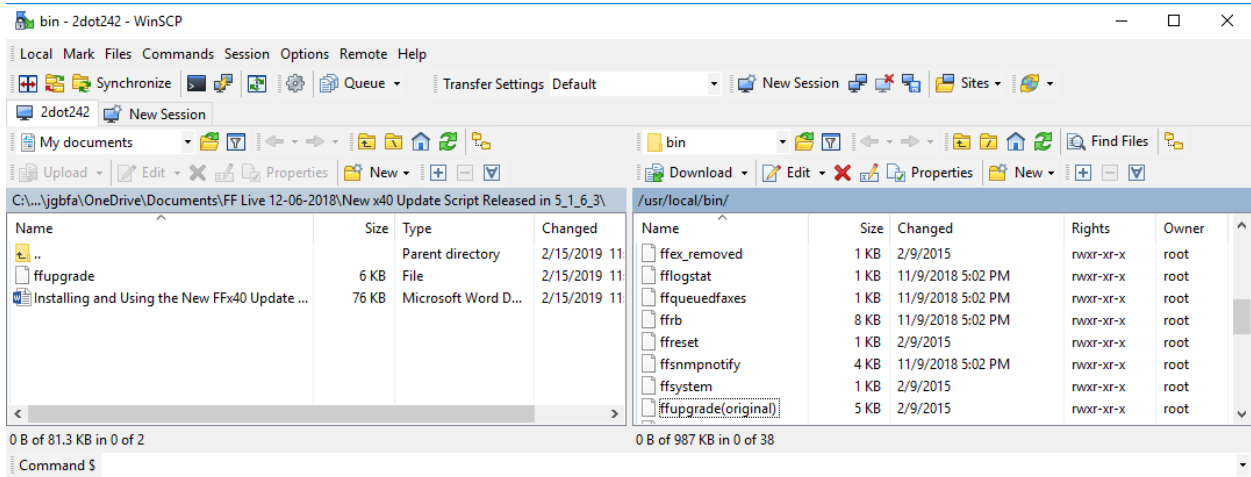 bin - 2dot242 - WinSCP
Local Mark Files Commands Session Options Remote Help
Synchronize Queue Transfer Settings Default New Session Sites
2dot242 New Session
My documents bin Find Files
Upload Edit Properties New Download Edit Properties New
C:\...\jgbfa\OneDrive\Documents\FF Live 12-06-2018\New x40 Update Script Released in 5_1_6_3\ /usr/local/bin/
Name Size Type Changed Name Size Changed Rights Owner
.. Parent directory 2/15/2019 11: ffex_removed 1 KB 2/9/2015 rwxr-xr-x root
ffupgrade 6 KB File 2/15/2019 11: fflogstat 1 KB 11/9/2018 5:02 PM rwxr-xr-x root
Installing and Using the New FFx40 Update ... 76 KB Microsoft Word D... 2/15/2019 11: ffqueuedfaxes 1 KB 11/9/2018 5:02 PM rwxr-xr-x root
ffrb 8 KB 11/9/2018 5:02 PM rwxr-xr-x root
ffreset 1 KB 2/9/2015 rwxr-xr-x root
ffsnmpnotify 4 KB 11/9/2018 5:02 PM rwxr-xr-x root
ffsystem 1 KB 2/9/2015 rwxr-xr-x root
ffupgrade(original) 5 KB 2/9/2015 rwxr-xr-x root
0 B of 81.3 KB in 0 of 2 0 B of 987 KB in 0 of 38
Command $